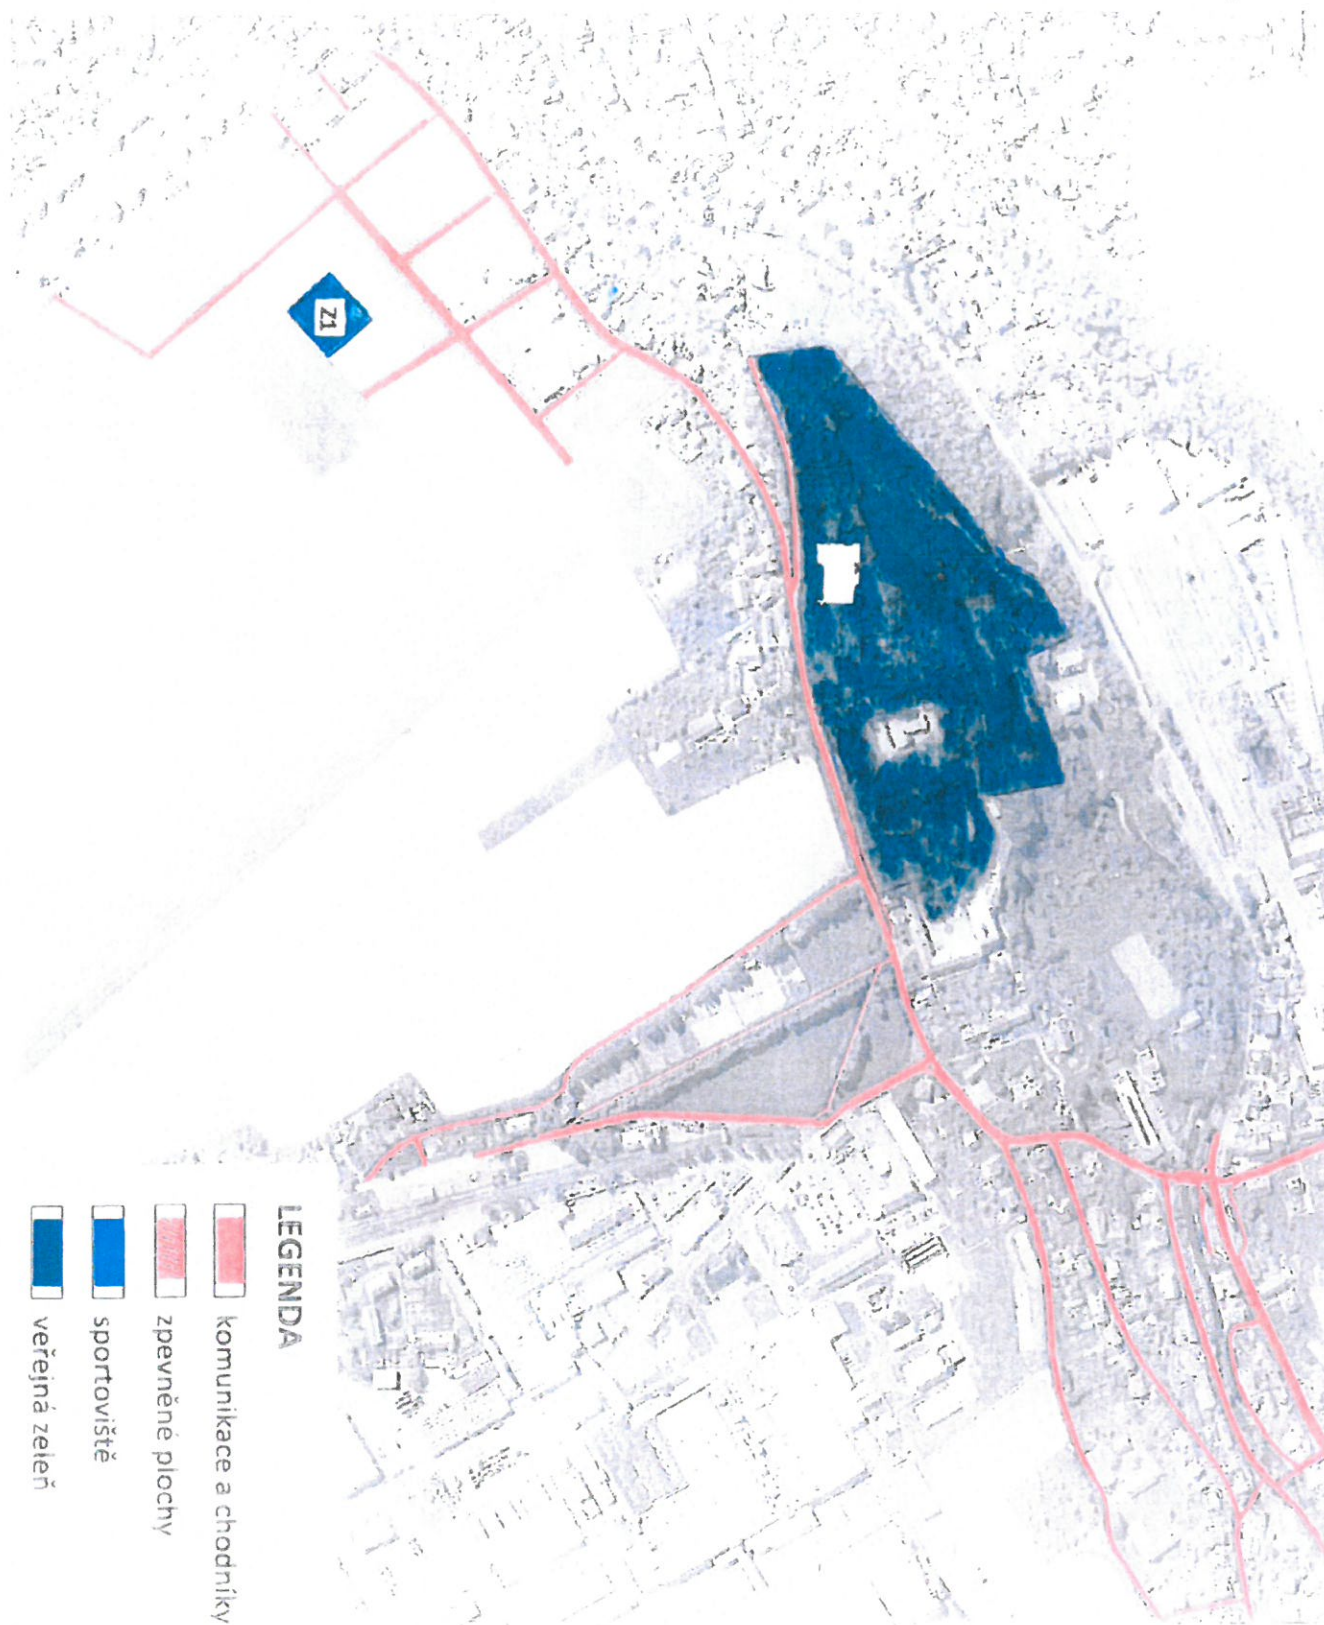 Z1
LEGENDA
komunikace a chodníky
zpevněné plochy
sportoviště
veřejná zeleň